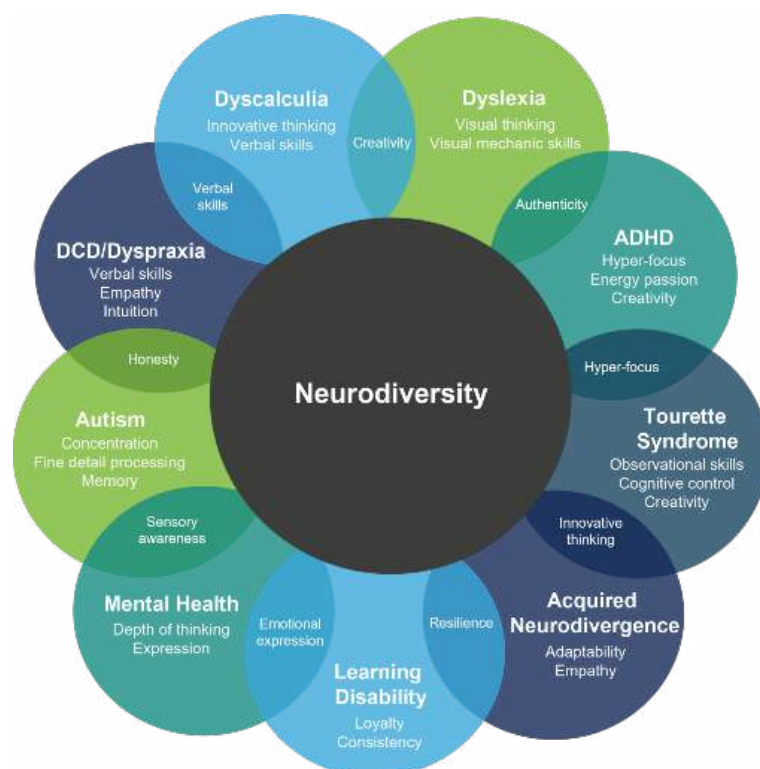 Dyscalculia
Innovative thinking
Verbal skills
Creativity
Dyslexia
Visual thinking
Visual mechanic skills
Authenticity
ADHD
Hyper-focus
Energy passion
Creativity
Hyper-focus
Tourette
Syndrome
Observational skills
Cognitive control
Creativity
Innovative
thinking
Acquired
Neurodivergence
Adaptability
Empathy
Resilience
Learning
Disability
Loyalty
Consistency
Emotional
expression
Mental Health
Depth of thinking
Expression
Sensory
awareness
Autism
Concentration
Fine detail processing
Memory
Honesty
DCD/Dyspraxia
Verbal skills
Empathy
Intuition
Verbal
skills
Neurodiversity